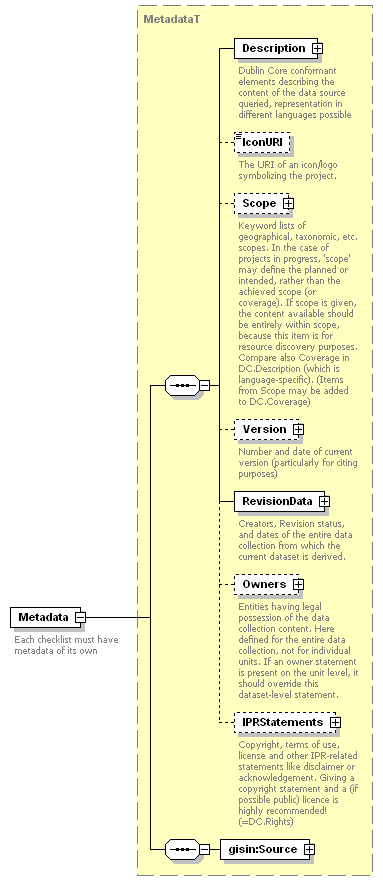 MetadataT
Description
Dublin Core conformant
elements describing the
content of the data source
queried, representation in
different languages possible
IconURI
The URI of an icon/logo
symbolizing the project.
Scope
Keyword lists of
geographical, taxonomic, etc.
scopes. In the case of
projects in progress, 'scope'
may define the planned or
intended, rather than the
achieved scope (or
coverage). If scope is given,
the content available should
be entirely within scope,
because this item is for
resource discovery purposes.
Compare also Coverage in
DC.Description (which is
language-specific). (Items
from Scope may be added
to DC.Coverage)
Version
Number and date of current
version (particularly for citing
purposes)
RevisionData
Creators, Revision status,
and dates of the entire data
collection from which the
current dataset is derived.
Owners
Entities having legal
possession of the data
collection content. Here
defined for the entire data
collection, not for individual
units. If an owner statement
is present on the unit level, it
should override this
dataset-level statement.
Metadata
Each checklist must have
metadata of its own
IPRStatements
Copyright, terms of use,
license and other IPR-related
statements like disclaimer or
acknowledgement. Giving a
copyright statement and a (if
possible public) licence is
highly recommended!
(=DC.Rights)
gisin:Source